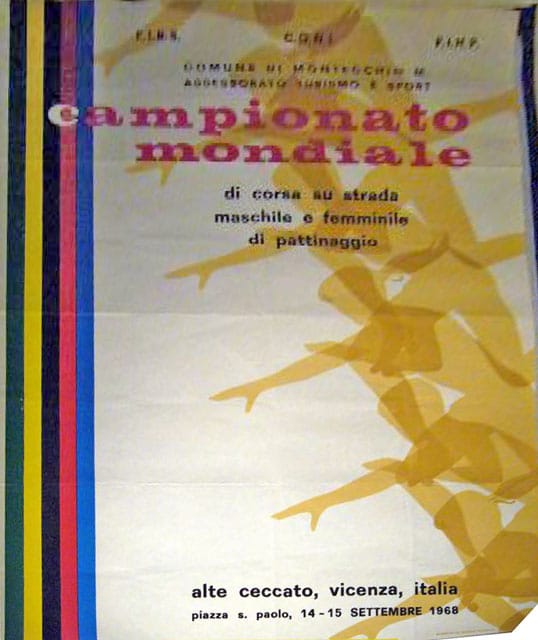 F.I.R.S. C.O.N.I. F.I.H.P.
COMUNE DI MONTECCHIO M.
ASSESSORATO TURISMO E SPORT
campionato
mondiale
di corsa su strada
maschile e femminile
di pattinaggio
alte ceccato, vicenza, italia
piazza s. paolo, 14-15 SETTEMBRE 1968